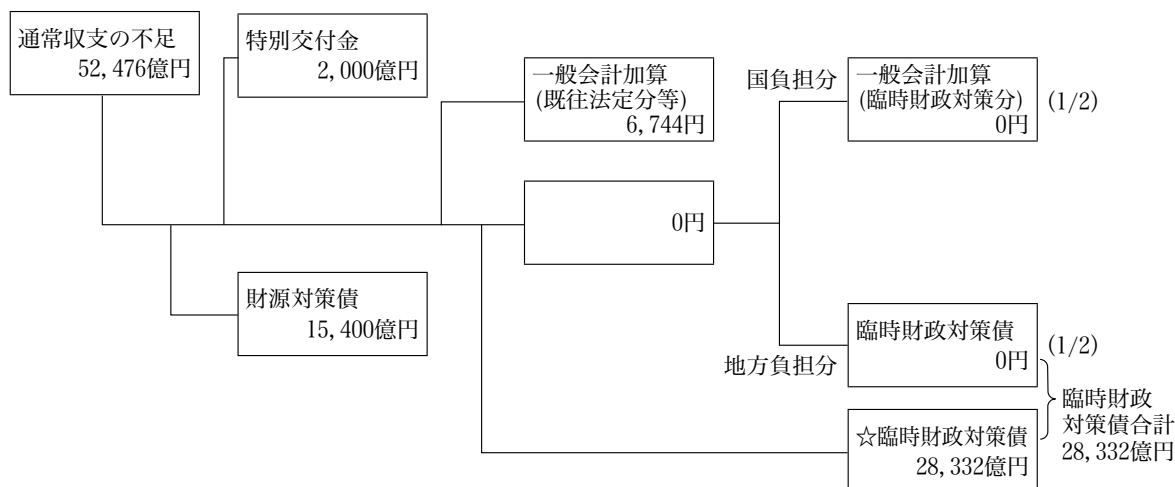 通常収支の不足
52,476億円
特別交付金
2,000億円
一般会計加算
(既往法定分等)
6,744円
国負担分
一般会計加算
(臨時財政対策分)
0円
(1/2)
0円
財源対策債
15,400億円
地方負担分
臨時財政対策債
0円
(1/2)
☆臨時財政対策債
28,332億円
臨時財政
対策債合計
28,332億円